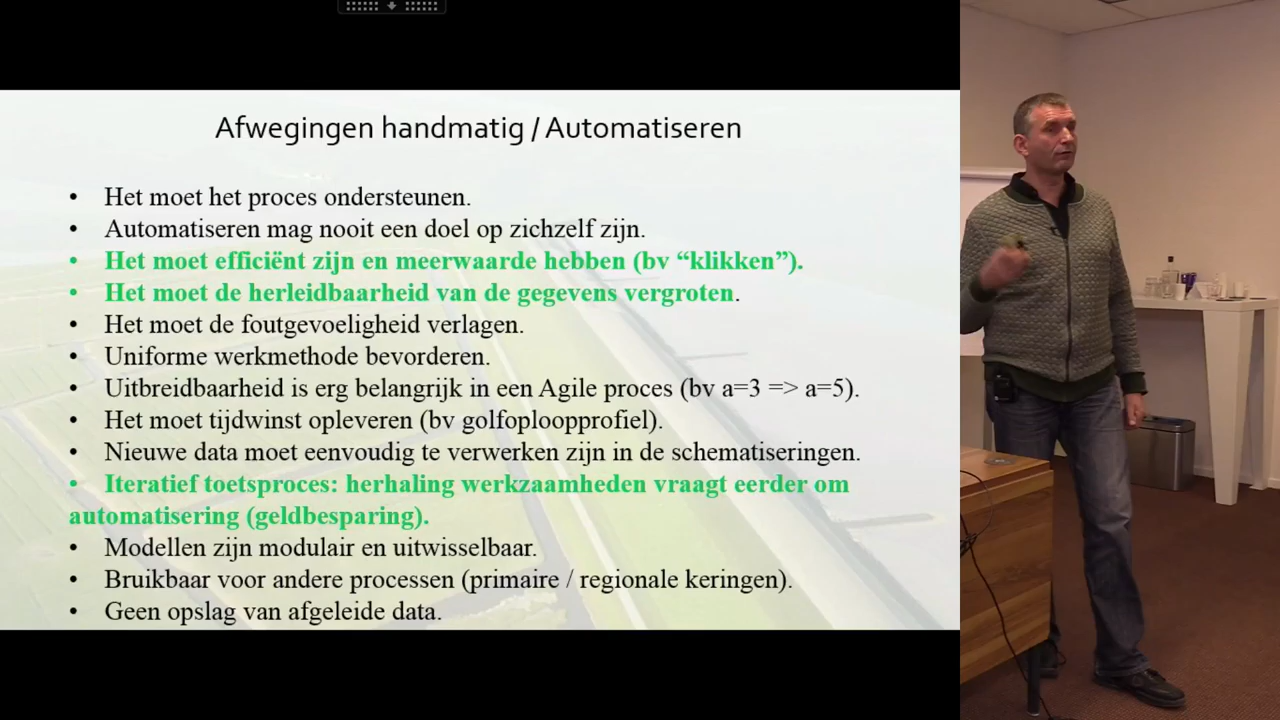 Afwegingen handmatig / Automatiseren
• Het moet het proces ondersteunen.
• Automatiseren mag nooit een doel op zichzelf zijn.
• Het moet efficiënt zijn en meerwaarde hebben (bv “klikken”).
• Het moet de herleidbaarheid van de gegevens vergroten.
• Het moet de foutgevoeligheid verlagen.
• Uniforme werkmethode bevorderen.
• Uitbreidbaarheid is erg belangrijk in een Agile proces (bv a=3 => a=5).
• Het moet tijdwinst opleveren (bv golfoploopprofiel).
• Nieuwe data moet eenvoudig te verwerken zijn in de schematiseringen.
• Iteratief toetsproces: herhaling werkzaamheden vraagt eerder om
automatisering (geldbesparing).
• Modellen zijn modulair en uitwisselbaar.
• Bruikbaar voor andere processen (primaire / regionale keringen).
• Geen opslag van afgeleide data.